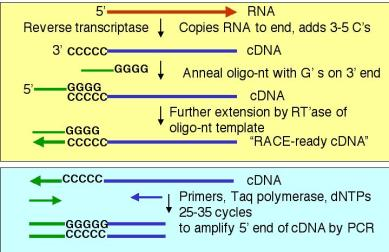 5' RNA
Reverse transcriptase Copies RNA to end, adds 3-5 C's
3' CCCCC cDNA
GGGG Anneal oligo-nt with G' s on 3' end
5' GGGG
CCCCC cDNA
Further extension by RT'ase of
oligo-nt template
GGGG
CCCCC "RACE-ready cDNA"
CCCCC cDNA
Primers, Taq polymerase, dNTPs
25-35 cycles
GGGGG to amplify 5' end of cDNA by PCR
CCCCC